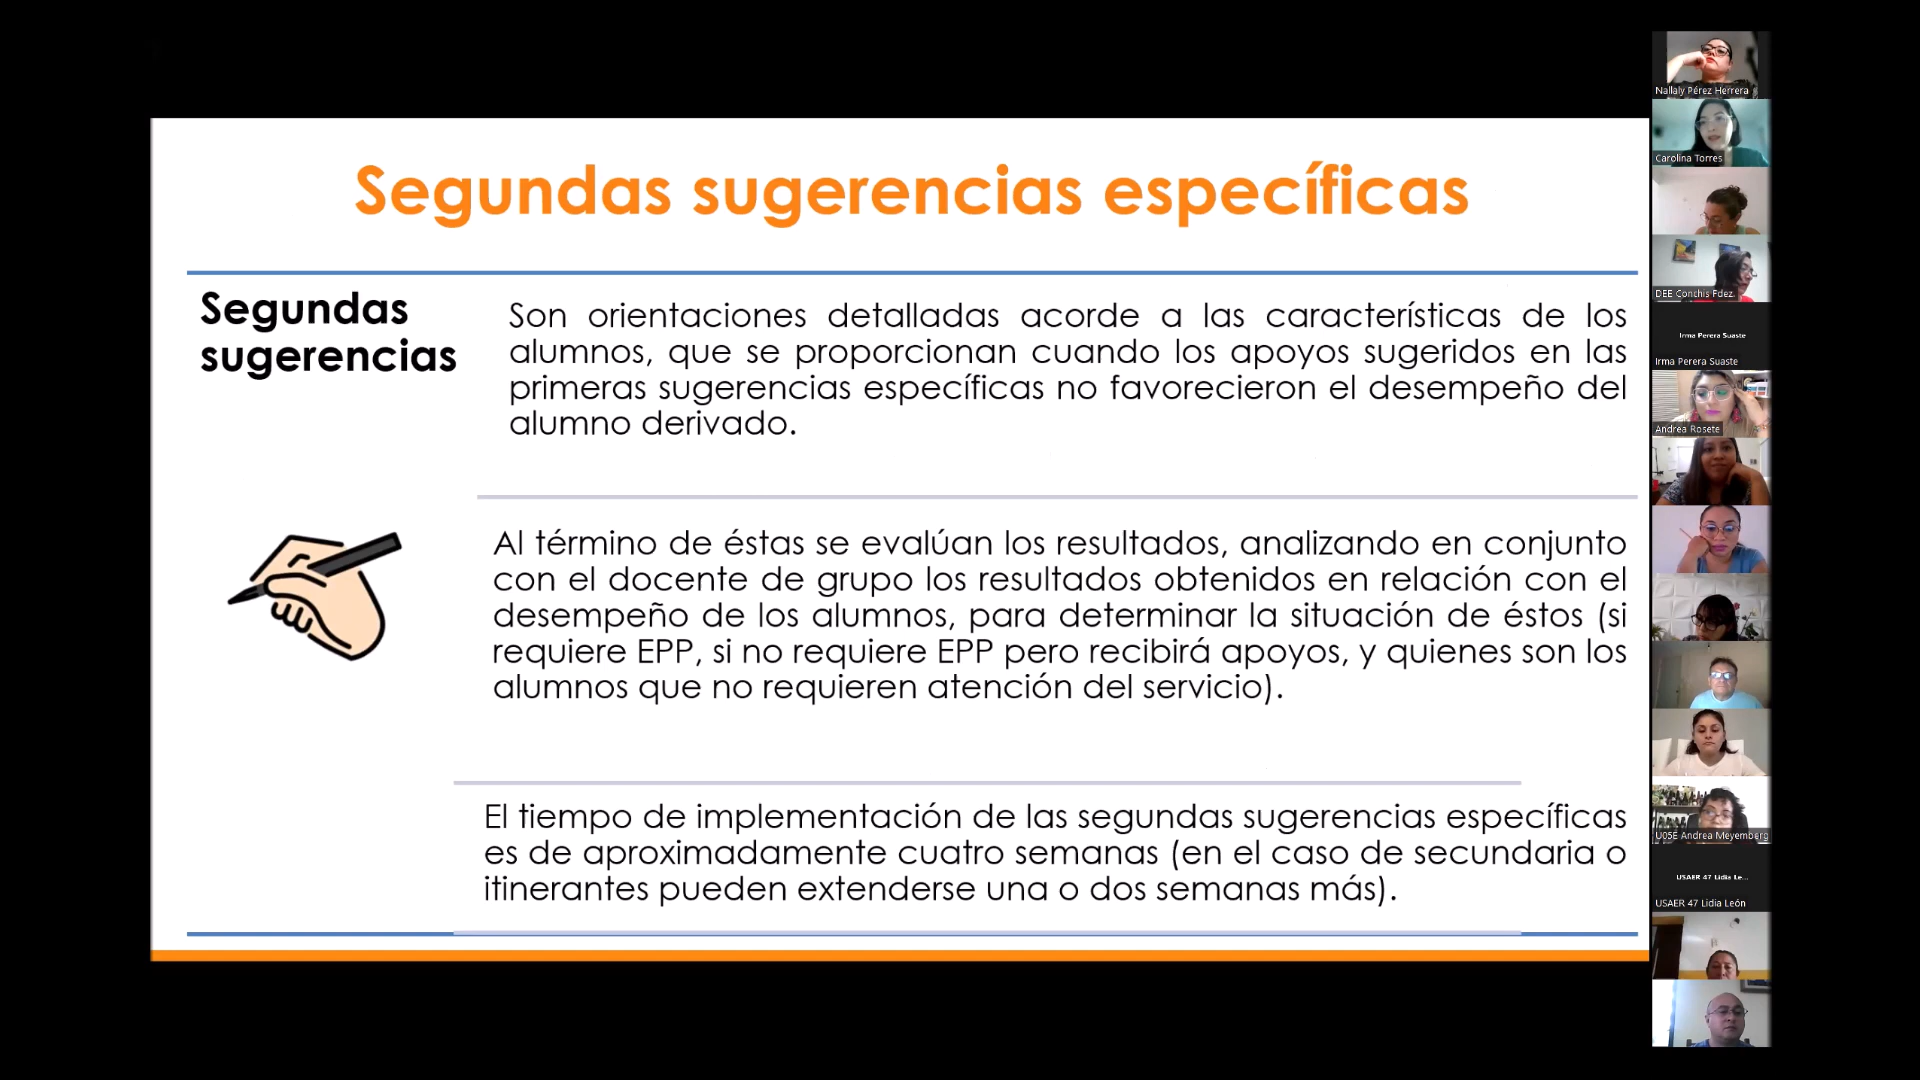 Segundas sugerencias específicas
Segundas
sugerencias
Son orientaciones detalladas acorde a las características de los
alumnos, que se proporcionan cuando los apoyos sugeridos en las
primeras sugerencias específicas no favorecieron el desempeño del
alumno derivado.
Al término de éstas se evalúan los resultados, analizando en conjunto
con el docente de grupo los resultados obtenidos en relación con el
desempeño de los alumnos, para determinar la situación de éstos (si
requiere EPP, si no requiere EPP pero recibirá apoyos, y quienes son los
alumnos que no requieren atención del servicio).
El tiempo de implementación de las segundas sugerencias específicas
es de aproximadamente cuatro semanas (en el caso de secundaria o
itinerantes pueden extenderse una o dos semanas más).
Nallaly Pérez Herrera
Carolina Torres
DEE Conchis Fdez.
Irma Perera Suaste
Irma Perera Suaste
Andrea Rosete
U05E Andrea Meyemberg
USAER 47 Lidia Le...
USAER 47 Lidia León